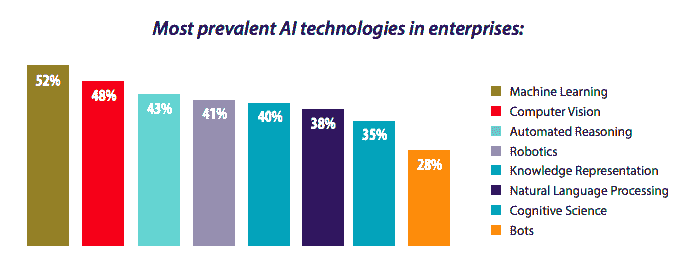 Most prevalent AI technologies in enterprises:
52%
48%
43%
41%
40%
38%
35%
28%
Machine Learning
Computer Vision
Automated Reasoning
Robotics
Knowledge Representation
Natural Language Processing
Cognitive Science
Bots